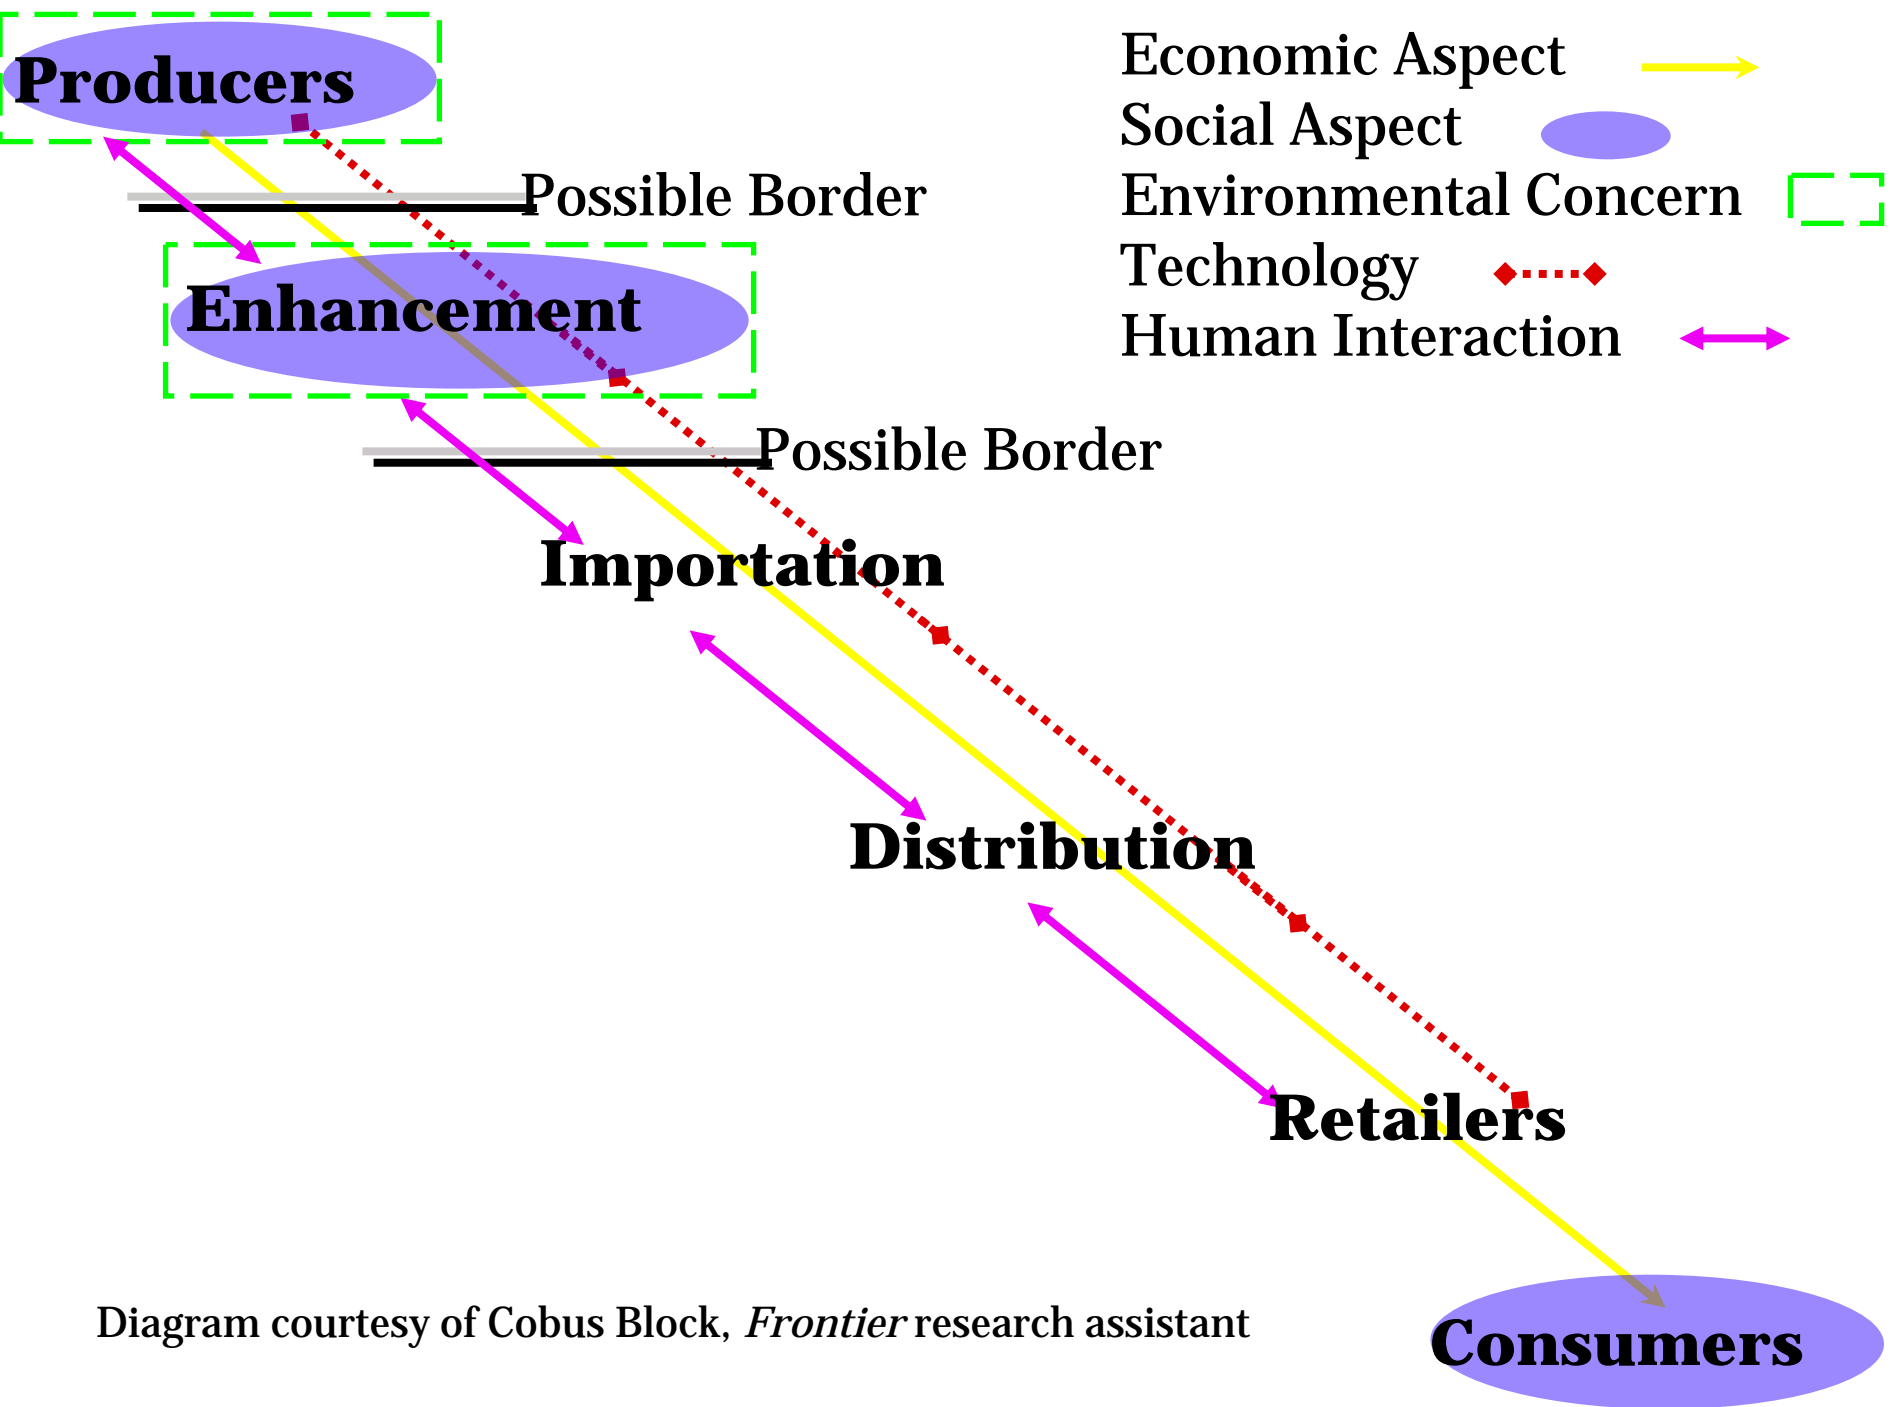 Producers
Economic Aspect
Social Aspect
Possible Border
Environmental Concern
Technology
Enhancement
Human Interaction
Possible Border
Importation
Distribution
Retailers
Diagram courtesy of Cobus Block, Frontier research assistant
Consumers